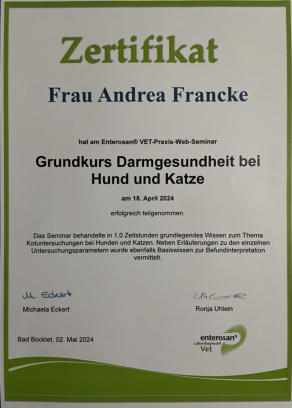 Zertifikat
Frau Andrea Francke
hat am Enterosan® VET-Praxis-Web-Seminar
Grundkurs Darmgesundheit bei
Hund und Katze
am 18. April 2024
erfolgreich teilgenommen.
Das Seminar behandelte in 1,0 Zeitstunden grundlegendes Wissen zum Thema
Kotuntersuchungen bei Hunden und Katzen. Neben Erläuterungen zu den einzelnen
Untersuchungsparametern wurde ebenfalls Basiswissen zur Befundinterpretation
vermittelt.
M. Eckert
Michaela Eckert
Ronja Uhlein
Bad Bocklet, 02. Mai 2024
enterosan®
Labordiagnostik
Vet